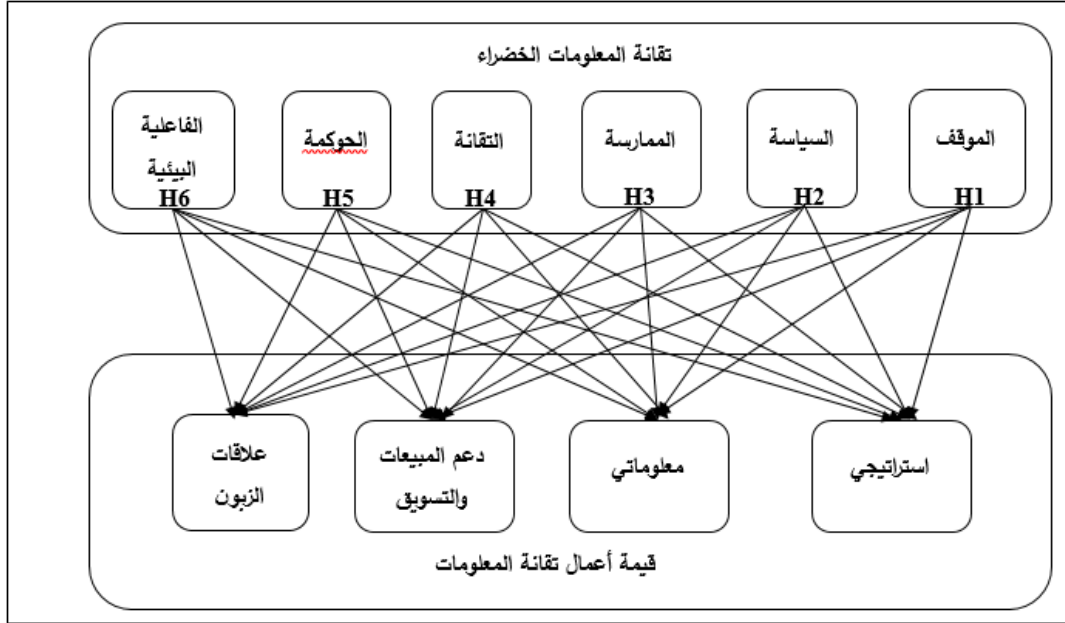 تقانة المعلومات الخضراء
الموقف
السياسة
الممارسة
التقانة
الحوكمة
الفاعلية
البيئية
H1
H2
H3
H4
H5
H6
استراتيجي
معلوماتي
دعم المبيعات
والتسويق
علاقات
الزبون
قيمة أعمال تقانة المعلومات